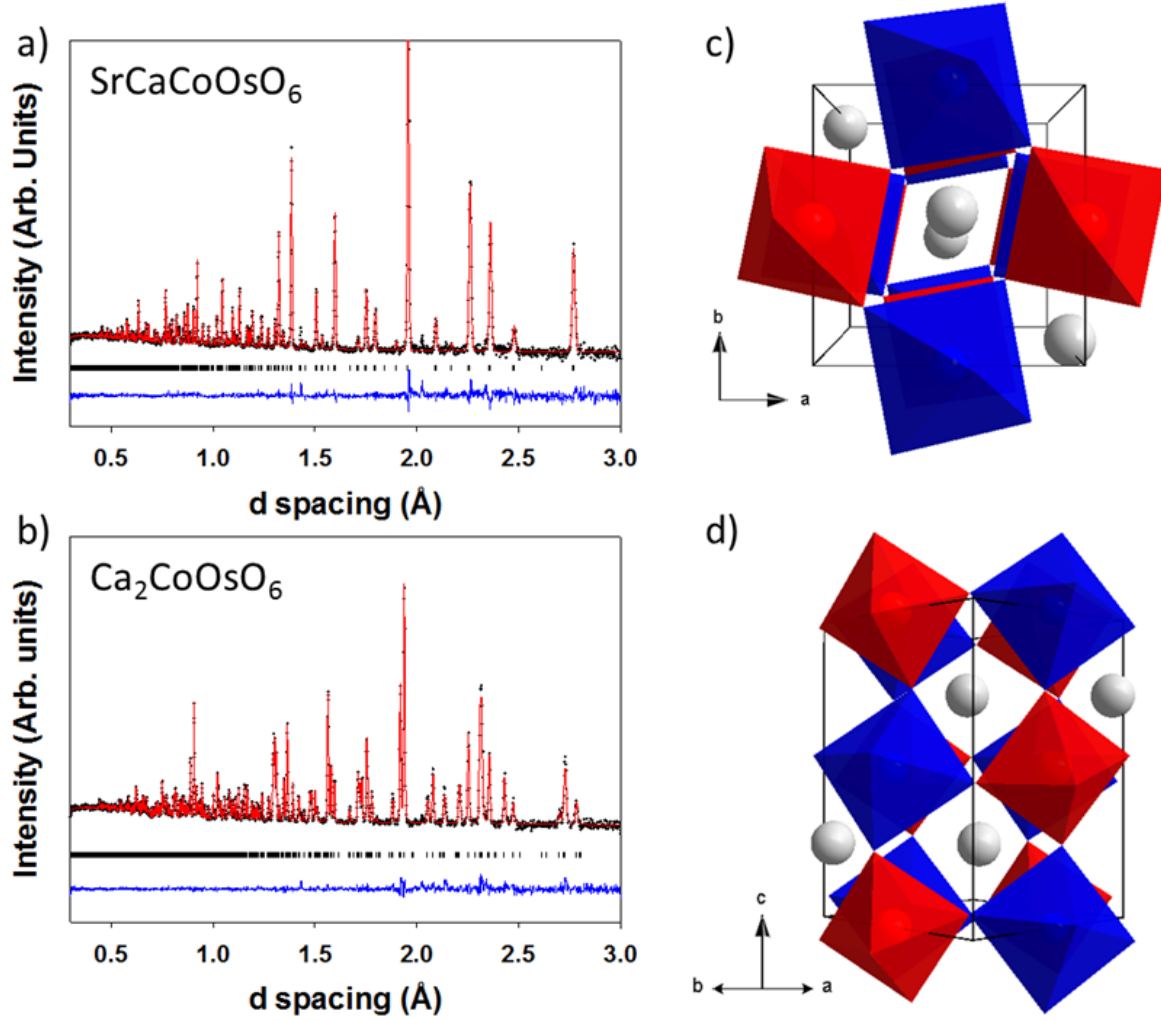 a)
SrCaCoOsO6
Intensity (Arb. Units)
0.5 1.0 1.5 2.0 2.5 3.0
d spacing (Å)
b)
Ca2CoOsO6
Intensity (Arb. units)
0.5 1.0 1.5 2.0 2.5 3.0
d spacing (Å)
c)
b
a
d)
c
b a